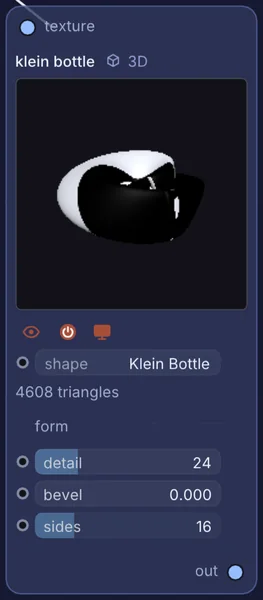 texture
klein bottle 3D
shape Klein Bottle
4608 triangles
form
detail 24
bevel 0.000
sides 16
out